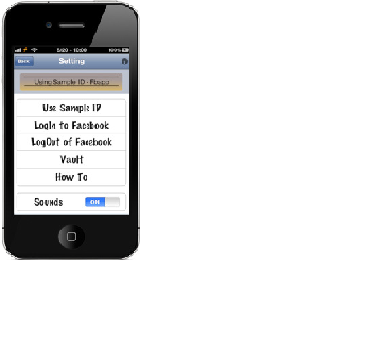 Back Setting
Using Sample ID -
Use Sample ID
LogIn to Facebook
LogOut of Facebook
Vault
How To
Sounds ON